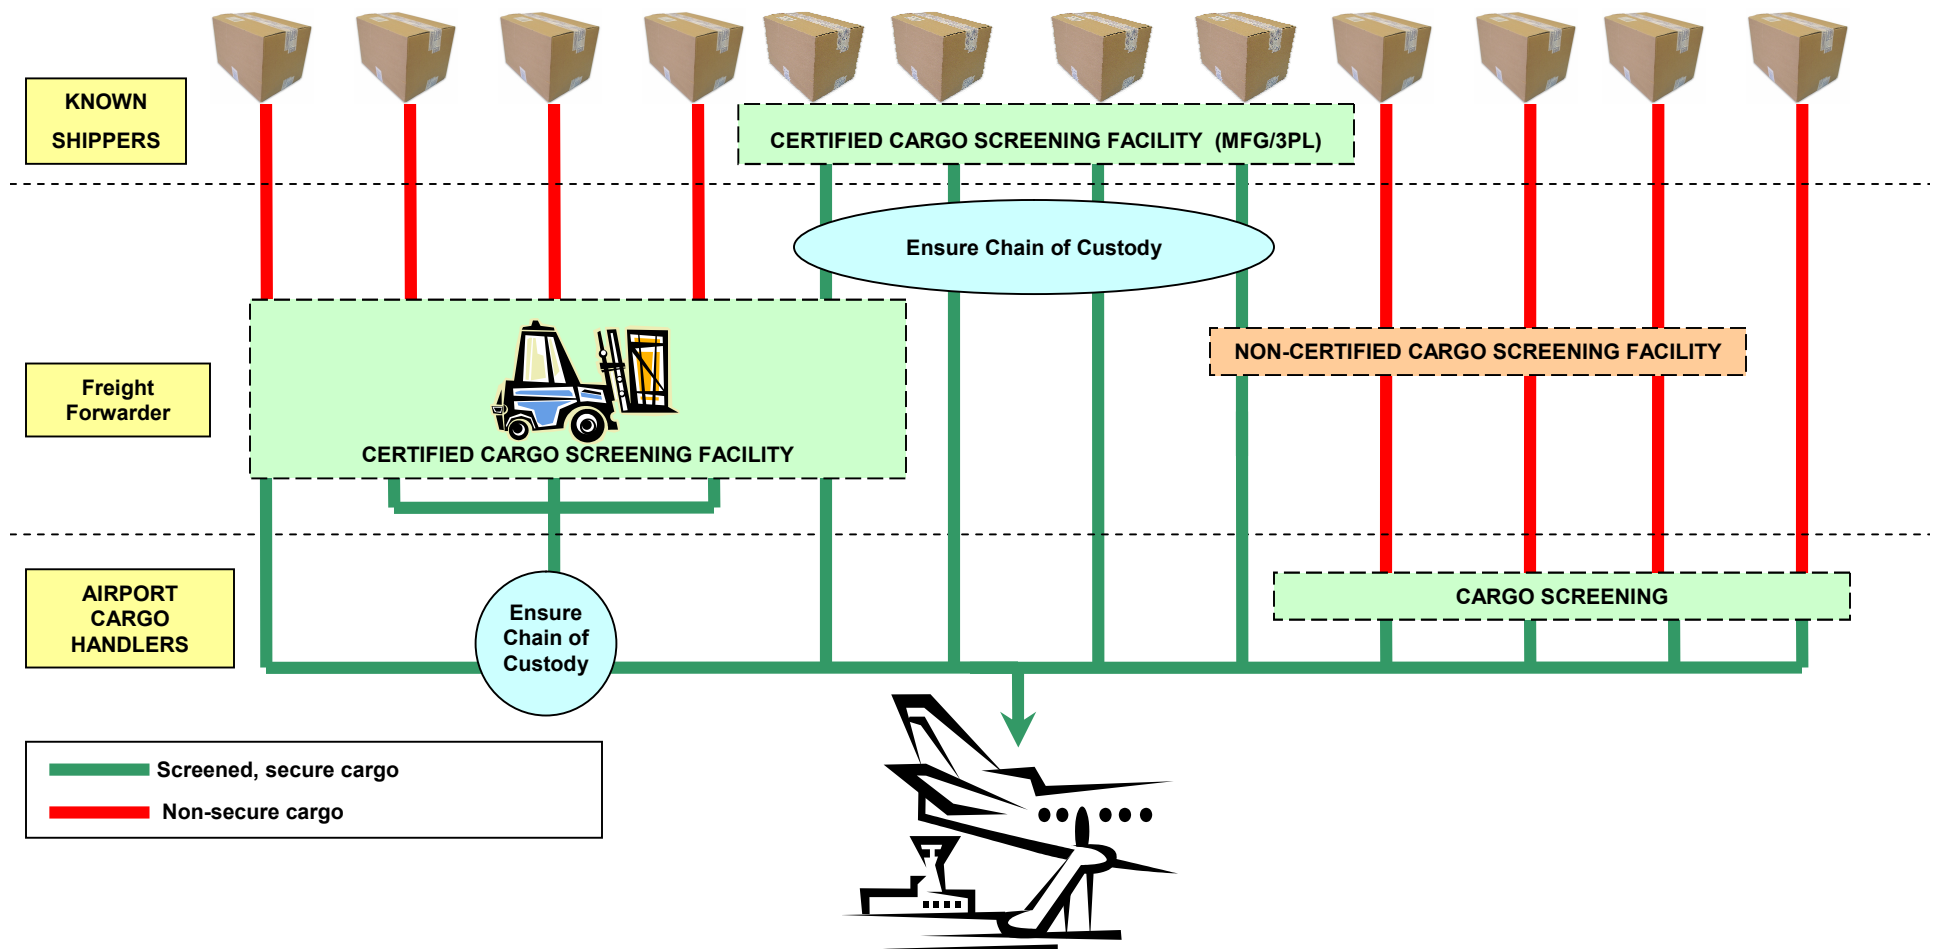 KNOWN
SHIPPERS
CERTIFIED CARGO SCREENING FACILITY (MFG/3PL)
Ensure Chain of Custody
NON-CERTIFIED CARGO SCREENING FACILITY
Freight
Forwarder
CERTIFIED CARGO SCREENING FACILITY
AIRPORT
CARGO
HANDLERS
Ensure
Chain of
Custody
CARGO SCREENING
Screened, secure cargo
Non-secure cargo